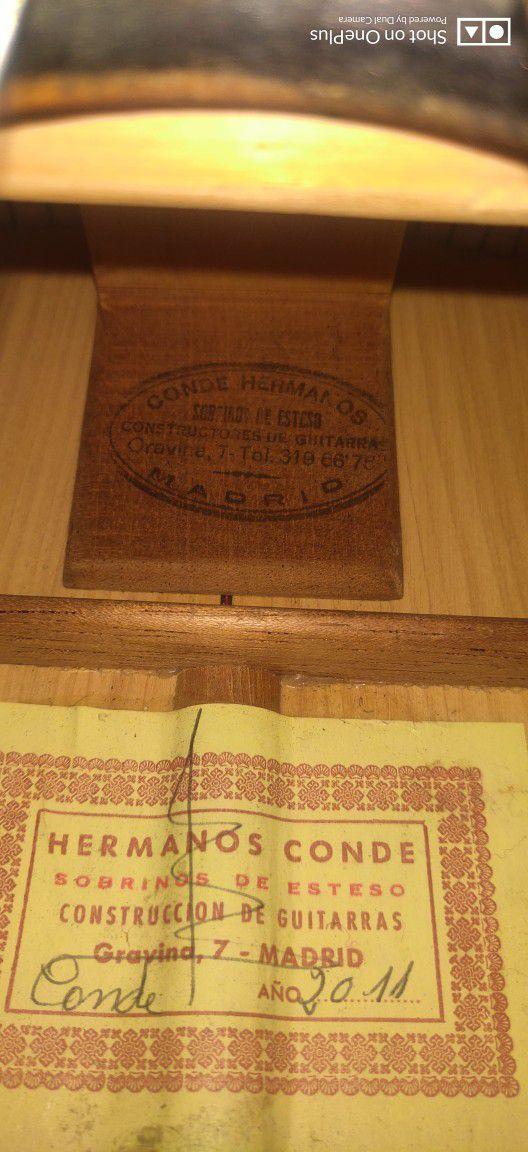 Shot on OnePlus
Powered by Dual Camera
CONDE HERMANOS
SOBRINOS DE ESTESO
CONSTRUCTORES DE GUITARRAS
Gravina, 7 - Tel. 319 66 78
MADRID
HERMANOS CONDE
SOBRINOS DE ESTESO
CONSTRUCCION DE GUITARRAS
Gravina, 7 - MADRID
Conde AÑO 2011